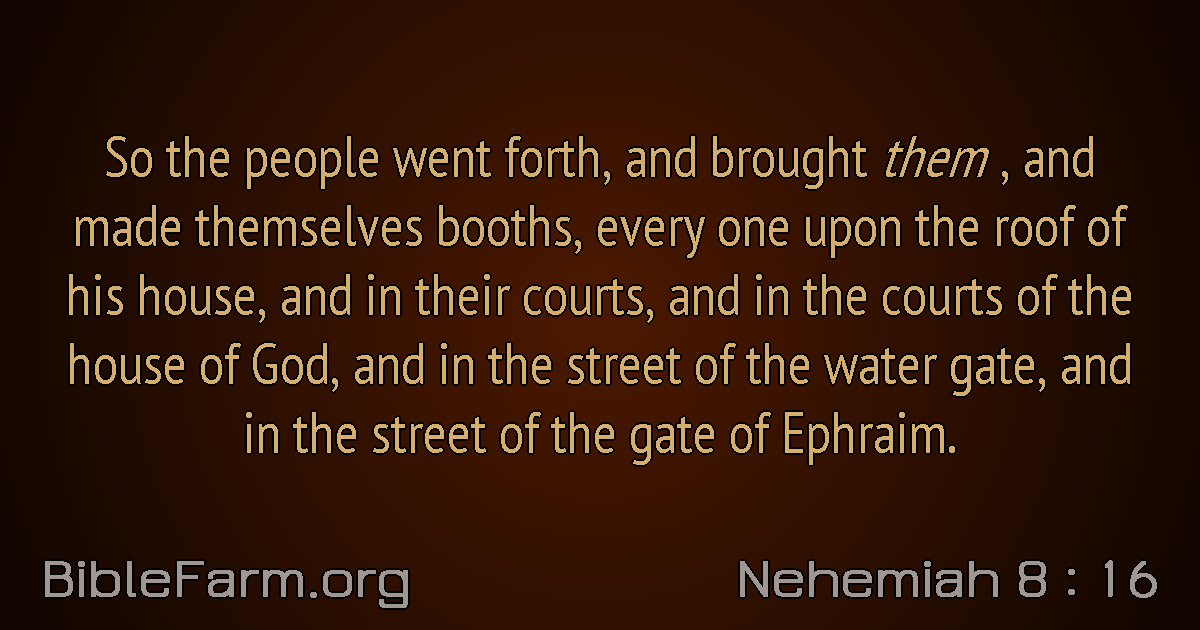 So the people went forth, and brought them , and
made themselves booths, every one upon the roof of
his house, and in their courts, and in the courts of the
house of God, and in the street of the water gate, and
in the street of the gate of Ephraim.
BibleFarm.org
Nehemiah 8 : 16